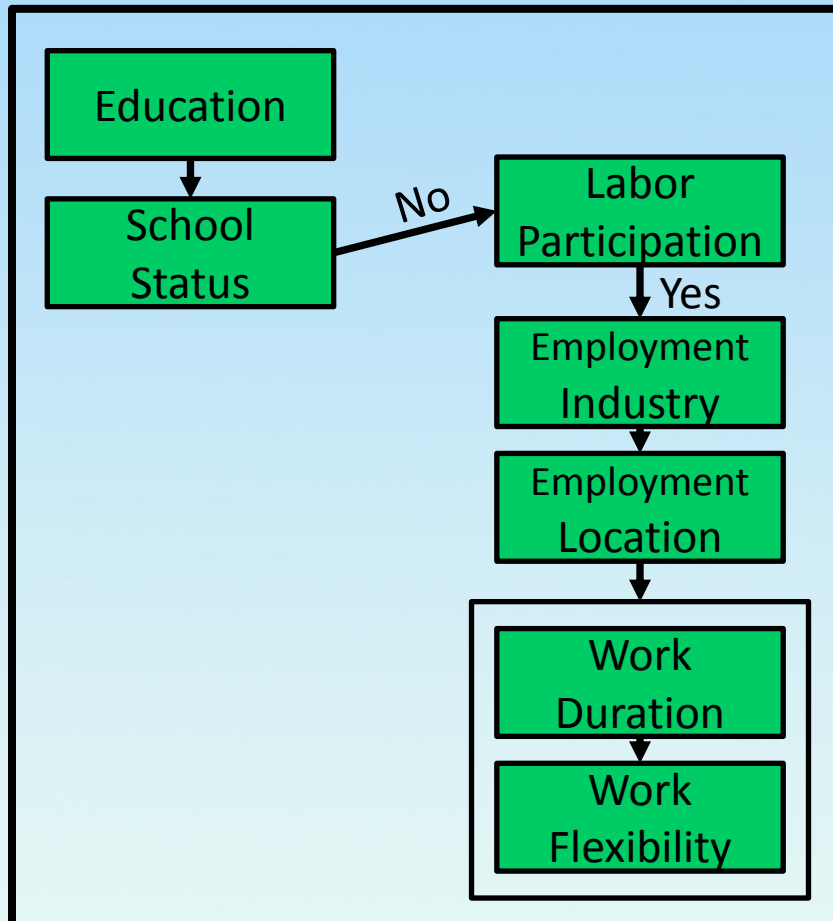 Education
School
Status
No
Labor
Participation
Yes
Employment
Industry
Employment
Location
Work
Duration
Work
Flexibility